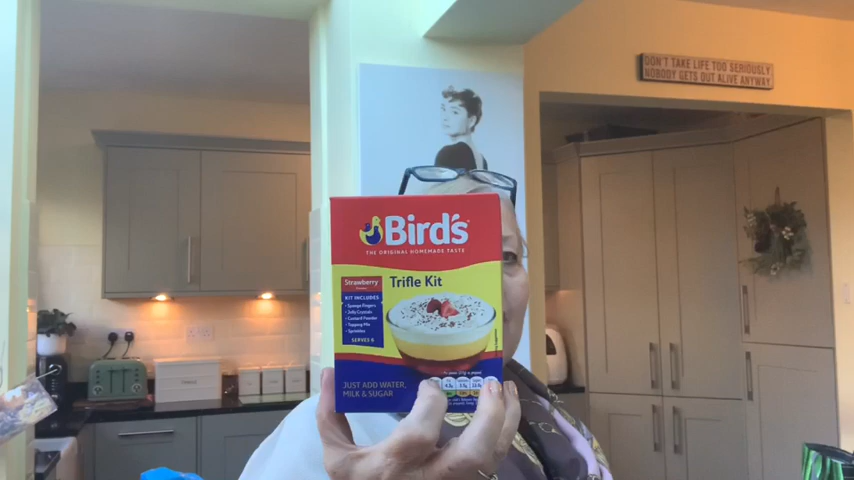 DON'T TAKE LIFE TOO SERIOUSLY
NOBODY GETS OUT ALIVE ANYWAY
Bird's
THE ORIGINAL HOMEMADE TASTE
Strawberry
Trifle Kit
KIT INCLUDES:
• Sponge Fingers
• Jelly Crystals
• Custard Powder
• Topping Mix
• Sprinkles
SERVES 6
JUST ADD WATER,
MILK & SUGAR